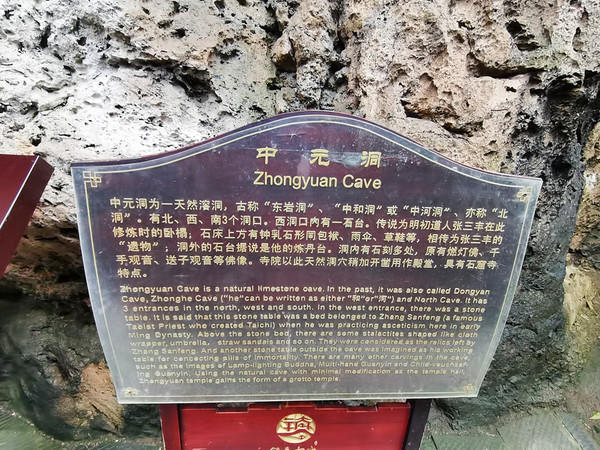 中元洞
Zhongyuan Cave
中元洞为一天然溶洞，古称“东岩洞”、“中和洞”或“中河洞”、亦称“北
洞”。有北、西、南3个洞口。西洞口内有一石台。传说为明初道人张三丰在此
修炼时的卧榻；石床上方有钟乳石形同包袱、雨伞、草鞋等，相传为张三丰的
“遗物”；洞外的石台据说是他的炼丹台。洞内有石刻多处，原有燃灯佛、千
手观音、送子观音等佛像。寺院以此天然洞穴稍加开凿用作殿堂，具有石窟寺
特点。
Zhengyuan Cave is a natural limestone cave. In the past, it was also called Dongyan
Cave, Zhonghe Cave ("he"can be written as either "和"or"河") and North Cave. It has
3 entrances in the north, west and south. In the west entrance, there was a stone
table. It is said that this stone table was a bed belonged to Zhang Sanfeng (a famous
Taoist Priest who created Taichi) when he was practicing asceticism here in early
Ming Dynasty. Above the stone bed, there are some stalactites shaped like cloth
wrapper, umbrella, straw sandals and so on. They were considered as the relics left by
Zhang Sanfeng. And another stone table outside the cave was imagined as his working
table for concocting pills of immortality. There are many other carvings in the cave,
such as the images of Lamp-lighting Buddha, Multi-hand Guanyin and Child-
ing Guanyin. Using the natural cave with minimal modification as the temple hall,
Zhengyuan temple gains the form of a grotto temple.